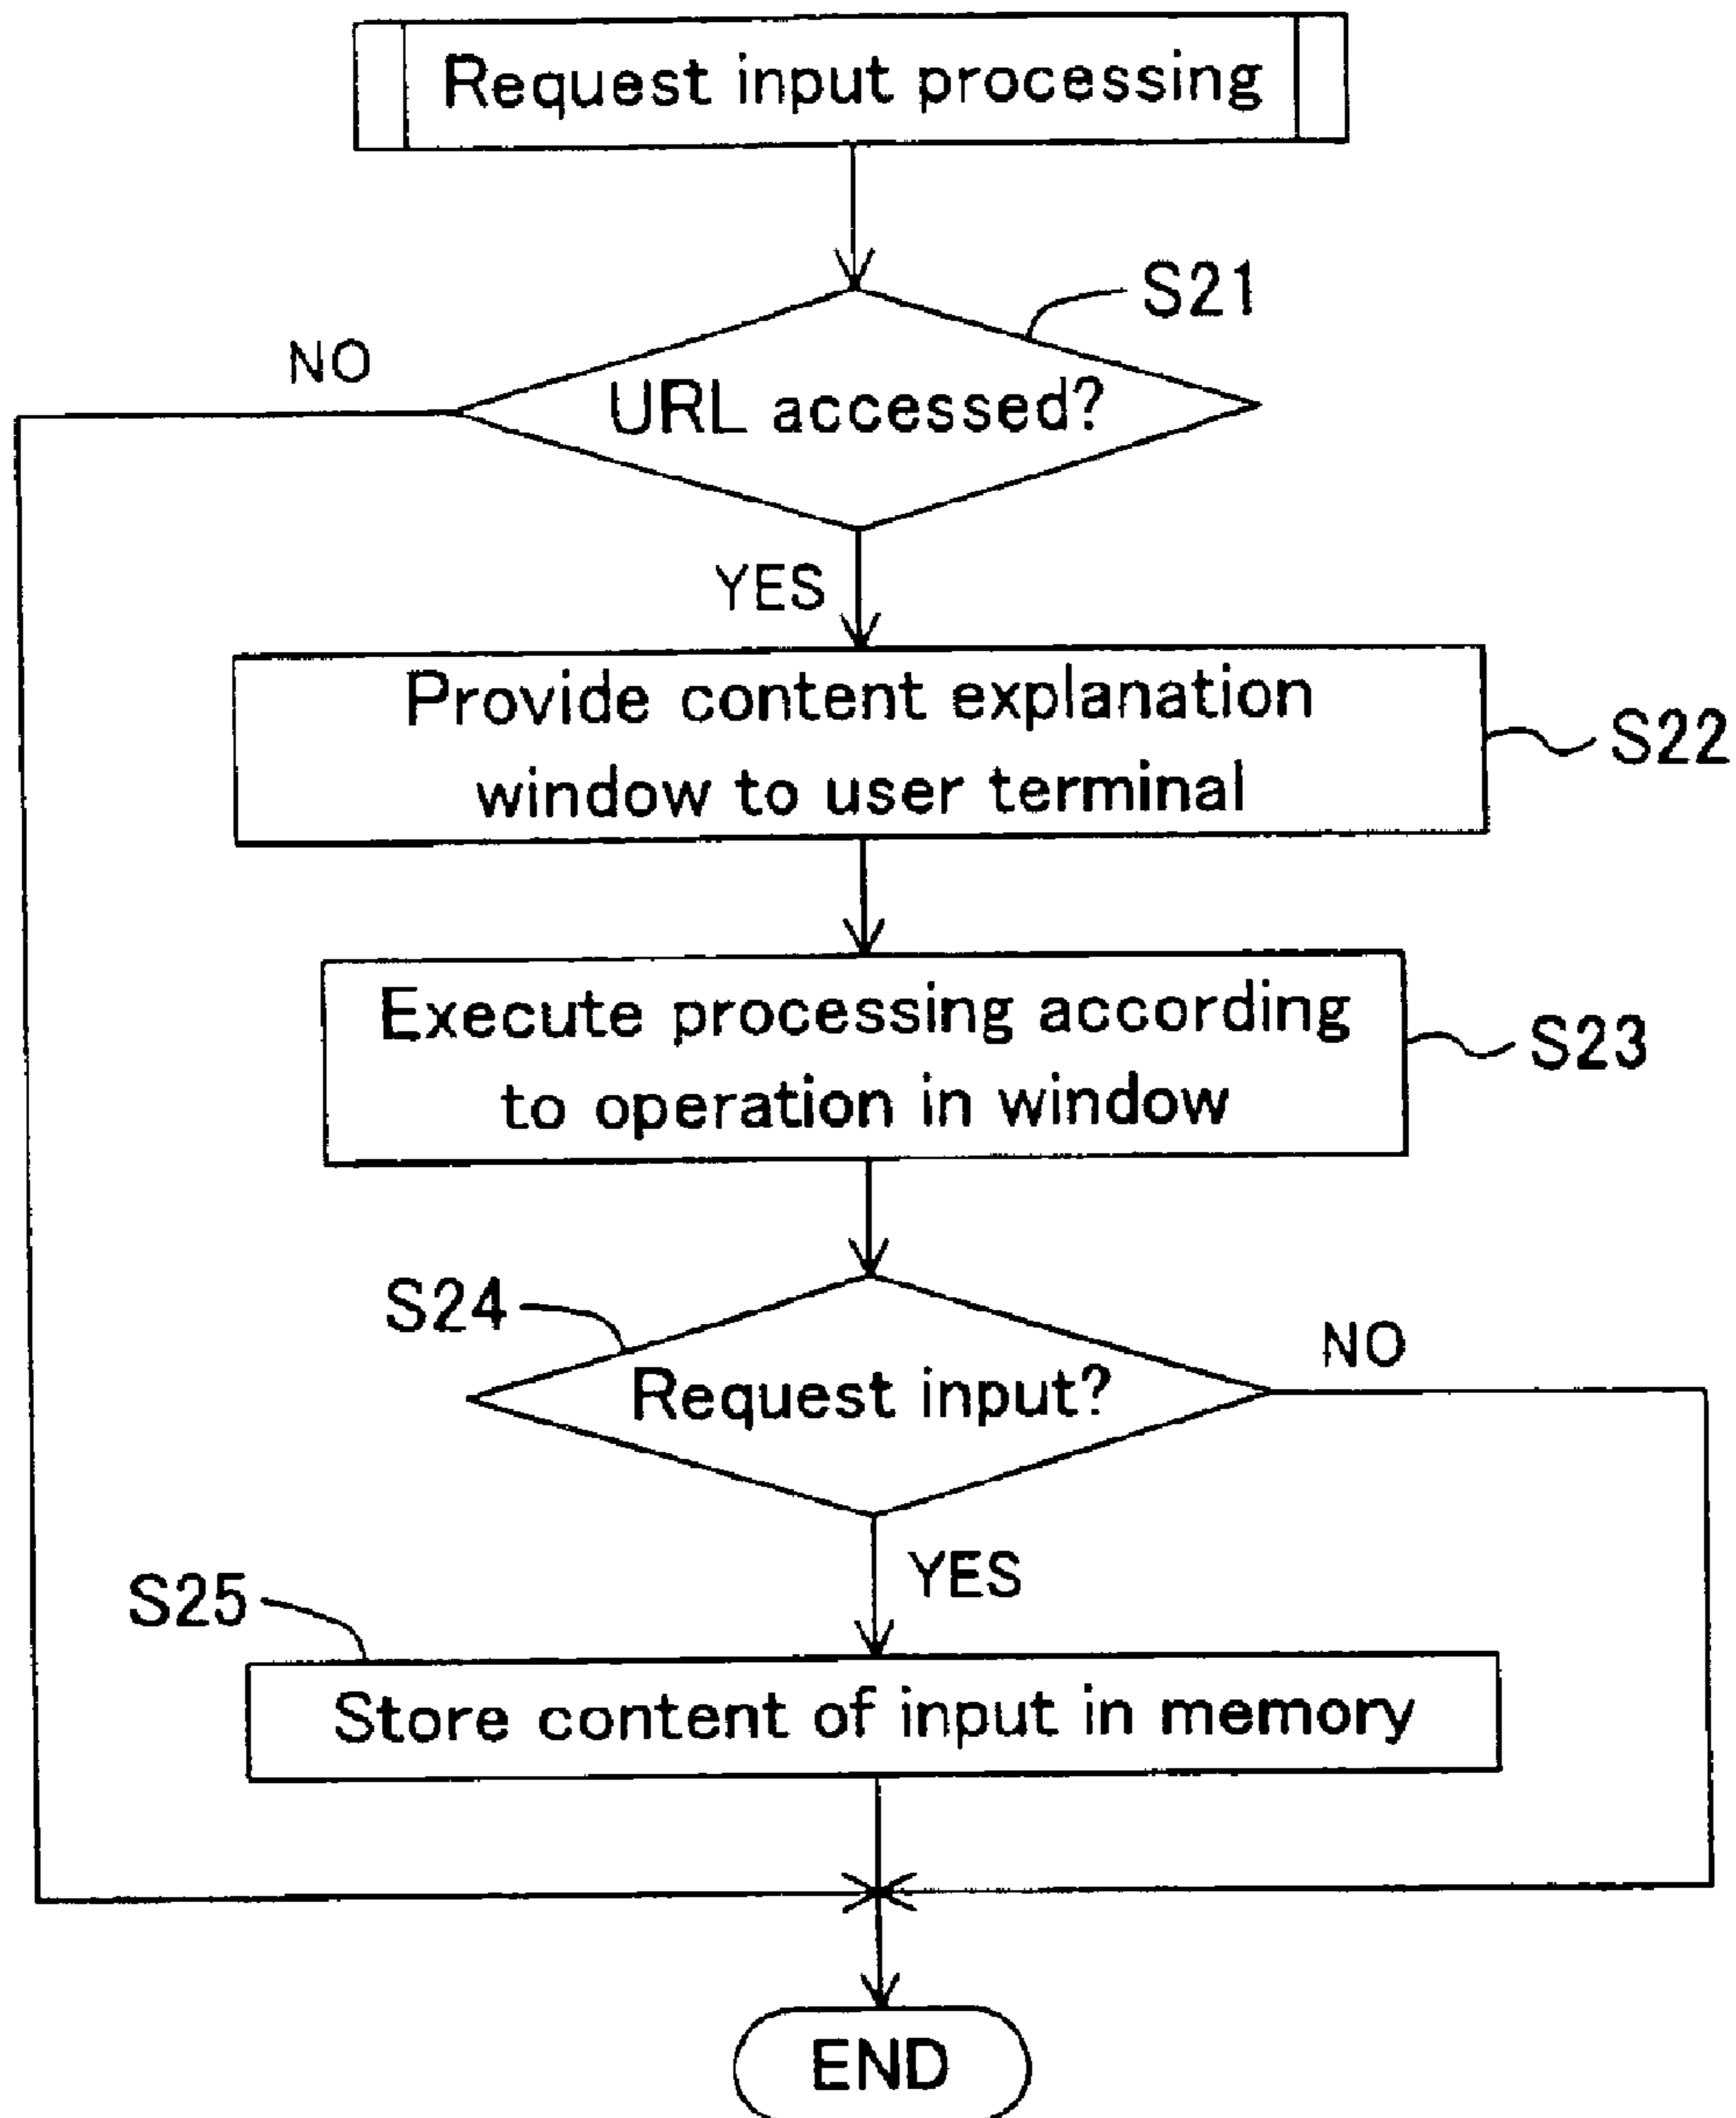 Request input processing
S21
NO
URL accessed?
YES
Provide content explanation
window to user terminal
S22
Execute processing according
to operation in window
S23
S24
NO
Request input?
YES
S25
Store content of input in memory
END